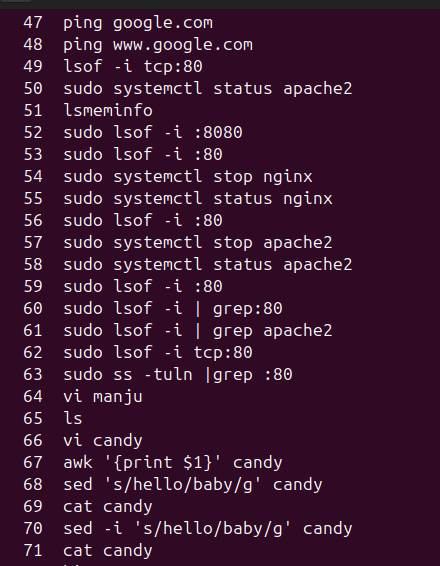 47 ping google.com
48 ping www.google.com
49 lsof -i tcp:80
50 sudo systemctl status apache2
51 lsmeminfo
52 sudo lsof -i :8080
53 sudo lsof -i :80
54 sudo systemctl stop nginx
55 sudo systemctl status nginx
56 sudo lsof -i :80
57 sudo systemctl stop apache2
58 sudo systemctl status apache2
59 sudo lsof -i :80
60 sudo lsof -i | grep:80
61 sudo lsof -i | grep apache2
62 sudo lsof -i tcp:80
63 sudo ss -tuln |grep :80
64 vi manju
65 ls
66 vi candy
67 awk '{print $1}' candy
68 sed 's/hello/baby/g' candy
69 cat candy
70 sed -i 's/hello/baby/g' candy
71 cat candy